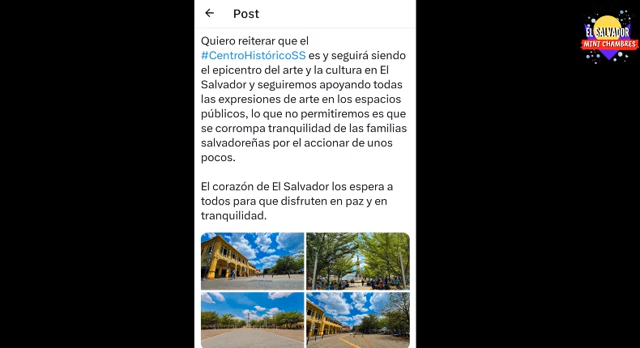 Post
Quiero reiterar que el
#CentroHistóricoSS es y seguirá siendo
el epicentro del arte y la cultura en El
Salvador y seguiremos apoyando todas
las expresiones de arte en los espacios
públicos, lo que no permitiremos es que
se corrompa tranquilidad de las familias
salvadoreñas por el accionar de unos
pocos.
El corazón de El Salvador los espera a
todos para que disfruten en paz y en
tranquilidad.
EL SALVADOR
MINI CHAMBRES